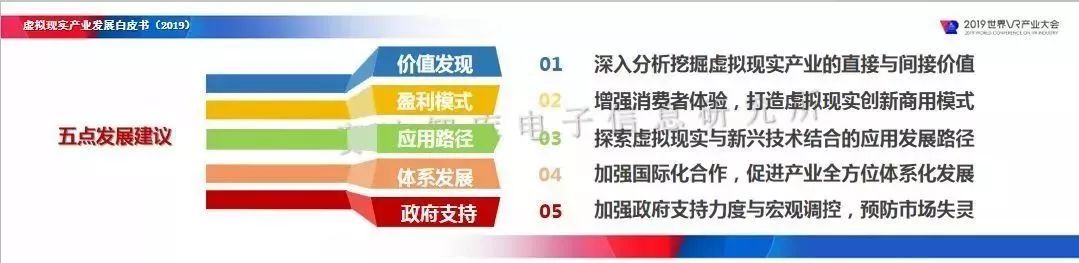 虚拟现实产业发展白皮书（2019）
2019世界VR产业大会
2019 WORLD CONFERENCE ON VR INDUSTRY
五点发展建议
价值发现 01 深入分析挖掘虚拟现实产业的直接与间接价值
盈利模式 02 增强消费者体验，打造虚拟现实创新商用模式
应用路径 03 探索虚拟现实与新兴技术结合的应用发展路径
体系发展 04 加强国际化合作，促进产业全方位体系化发展
政府支持 05 加强政府支持力度与宏观调控，预防市场失灵
电子信息研究所